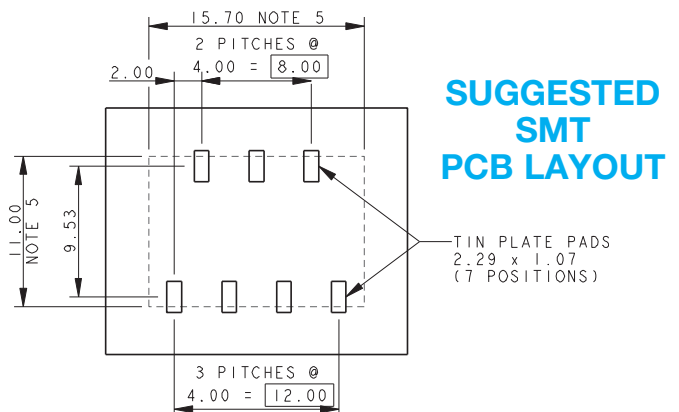 15.70 NOTE 5
2 PITCHES @
4.00 = 8.00
2.00
SUGGESTED
SMT
PCB LAYOUT
11.00
NOTE 5
9.53
TIN PLATE PADS
2.29 x 1.07
(7 POSITIONS)
3 PITCHES @
4.00 = 12.00